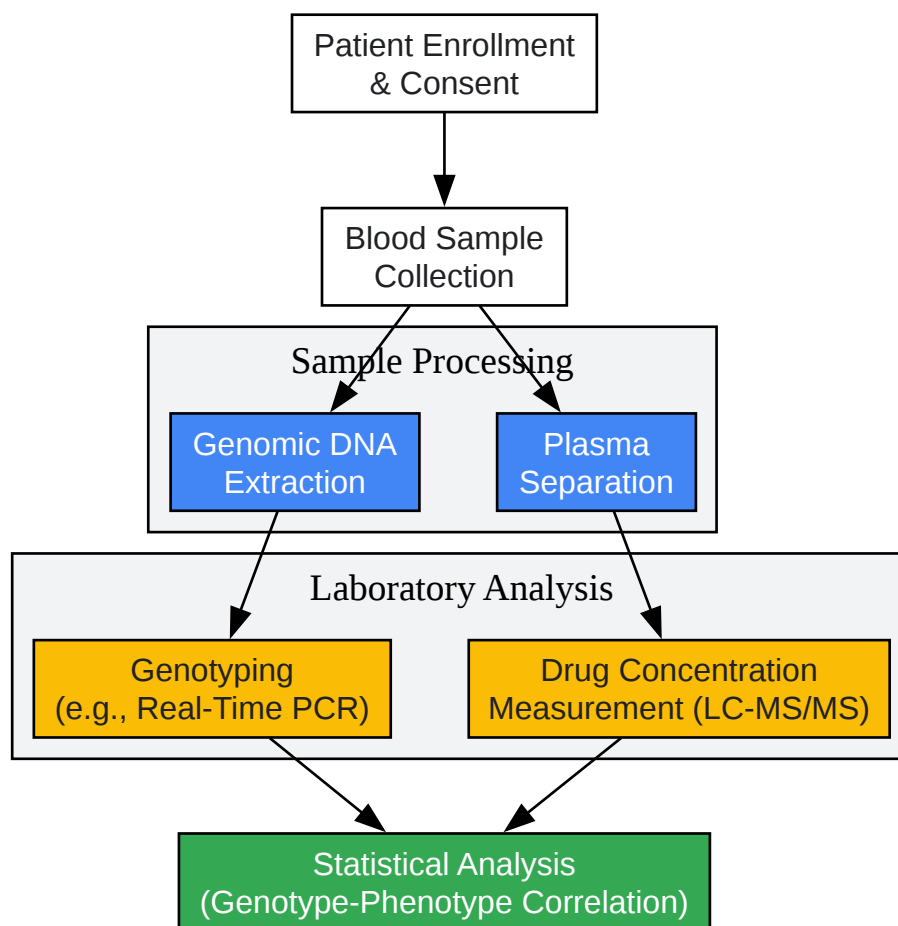 Patient Enrollment
& Consent
Blood Sample
Collection
Sample Processing
Genomic DNA
Extraction
Plasma
Separation
Laboratory Analysis
Genotyping
(e.g., Real-Time PCR)
Drug Concentration
Measurement (LC-MS/MS)
Statistical Analysis
(Genotype-Phenotype Correlation)